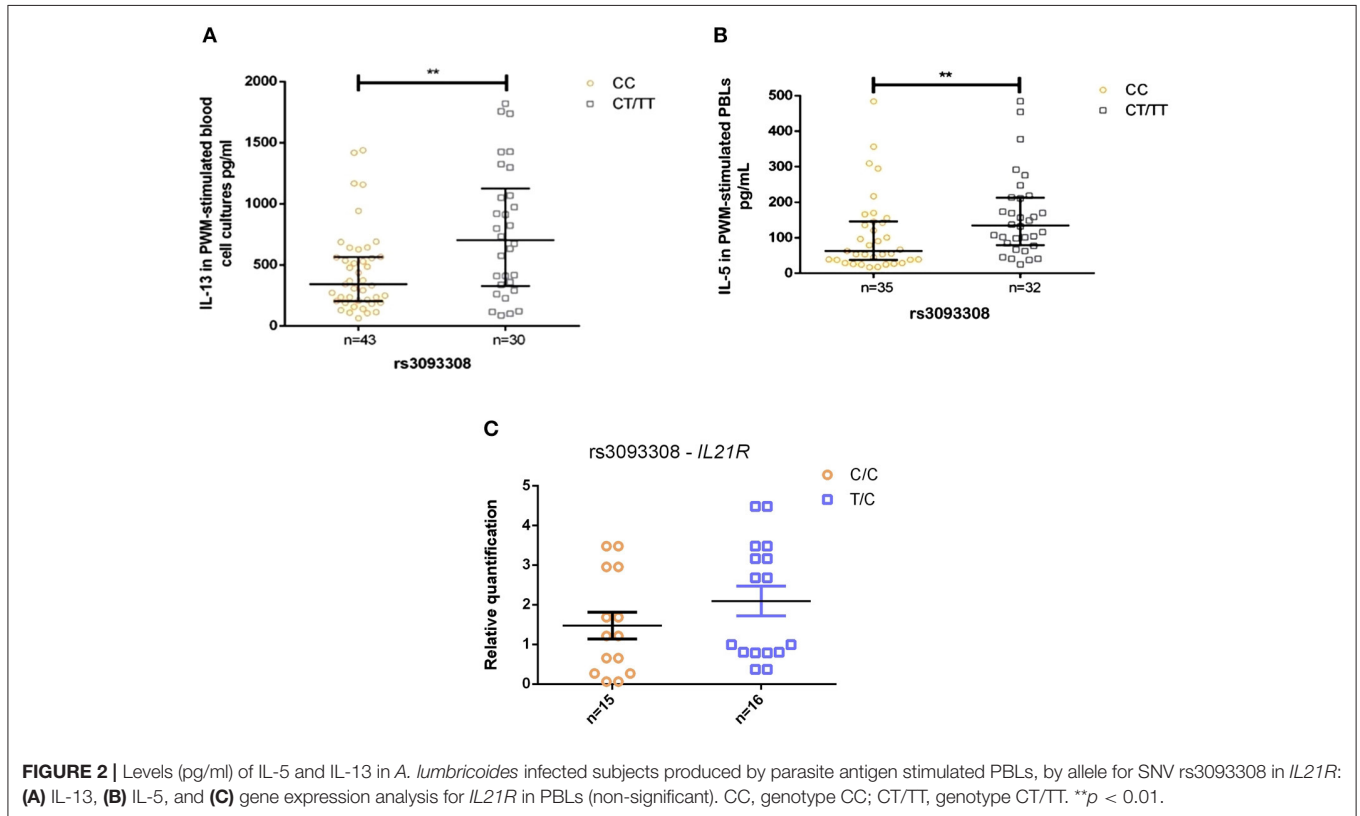 A
**
CC
CT/TT
IL-13 in PWM-stimulated blood
cell cultures pg/ml
2000
1500
1000
500
0
n=43
n=30
rs3093308
B
**
CC
CT/TT
IL-5 in PWM-stimulated PBLs
pg/mL
500
400
300
200
100
0
n=35
n=32
rs3093308
C
rs3093308 - IL21R
C/C
T/C
Relative quantification
5
4
3
2
1
0
n=15
n=16
FIGURE 2 | Levels (pg/ml) of IL-5 and IL-13 in A. lumbricoides infected subjects produced by parasite antigen stimulated PBLs, by allele for SNV rs3093308 in IL21R:
(A) IL-13, (B) IL-5, and (C) gene expression analysis for IL21R in PBLs (non-significant). CC, genotype CC; CT/TT, genotype CT/TT. **p < 0.01.